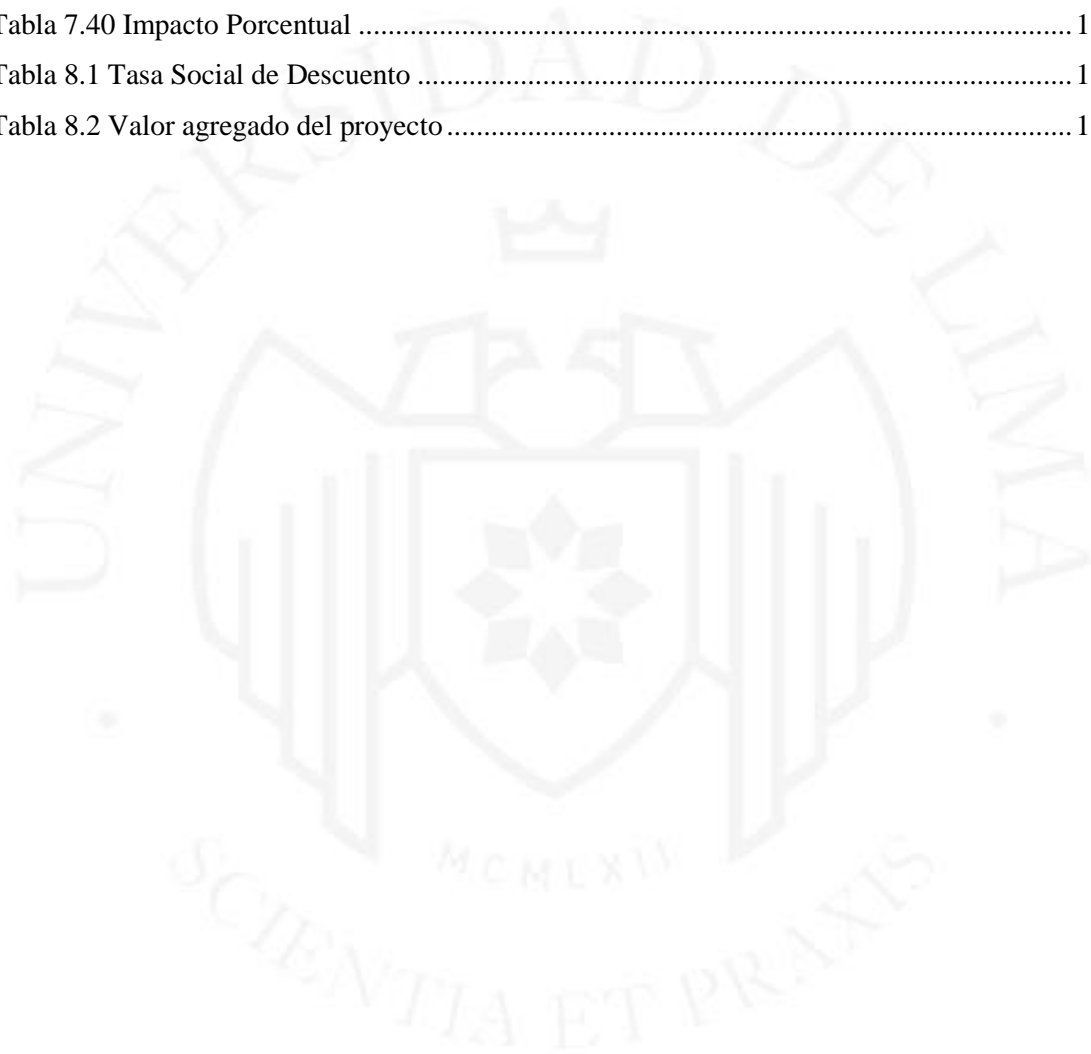 Tabla 7.40 Impacto Porcentual ................................................................................................ 1
Tabla 8.1 Tasa Social de Descuento ........................................................................................ 1
Tabla 8.2 Valor agregado del proyecto .................................................................................... 1
UNIVERSIDAD DE LIMA
MCMLXII
SCIENTIA ET PRAXIS